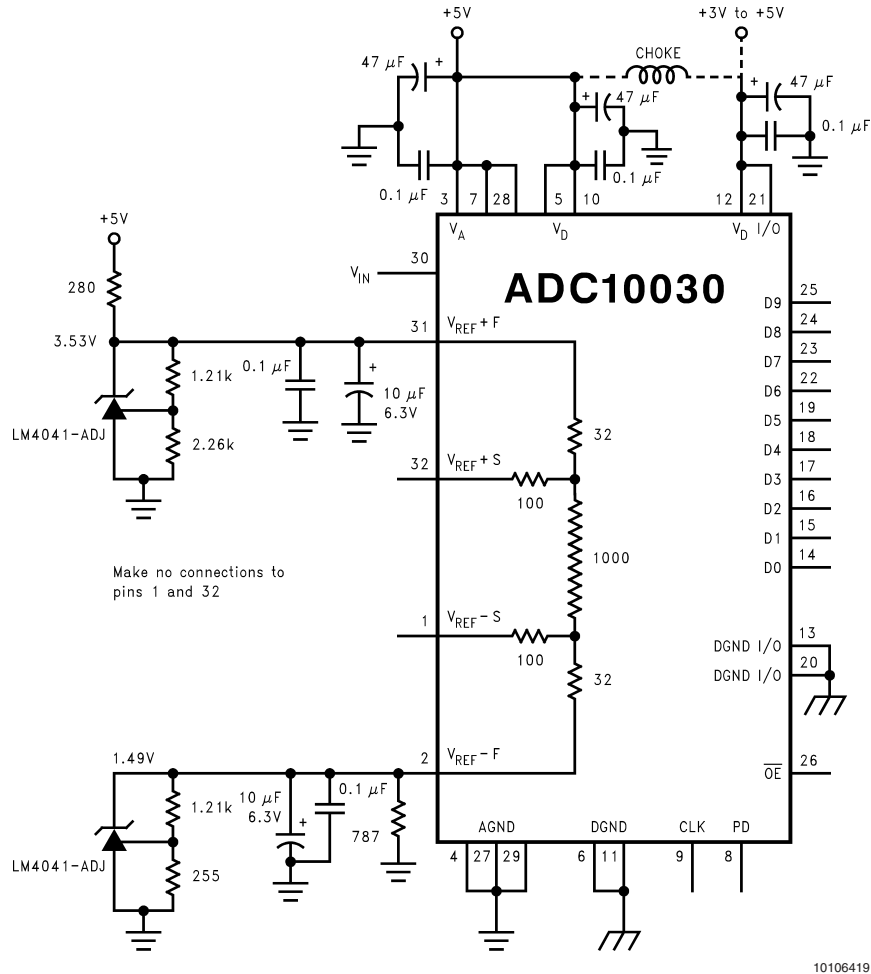 +5V
+3V to +5V
CHOKE
47 μF
+
+
47 μF
+
47 μF
0.1 μF
0.1 μF
0.1 μF
3
7
28
5
10
12
21
V_A
V_D
V_D I/O
+5V
280
3.53V
1.21k
LM4041-ADJ
2.26k
0.1 μF
+
10 μF
6.3V
V_IN
30
ADC10030
31
V_REF+F
32
32
V_REF+S
100
1000
Make no connections to
pins 1 and 32
1
V_REF−S
100
32
2
V_REF−F
1.49V
1.21k
LM4041-ADJ
255
10 μF
6.3V
+
0.1 μF
787
D9
25
D8
24
D7
23
D6
22
D5
19
D4
18
D3
17
D2
16
D1
15
D0
14
DGND I/O
13
DGND I/O
20
O̅E̅
26
AGND
DGND
CLK
PD
4
27
29
6
11
9
8
10106419